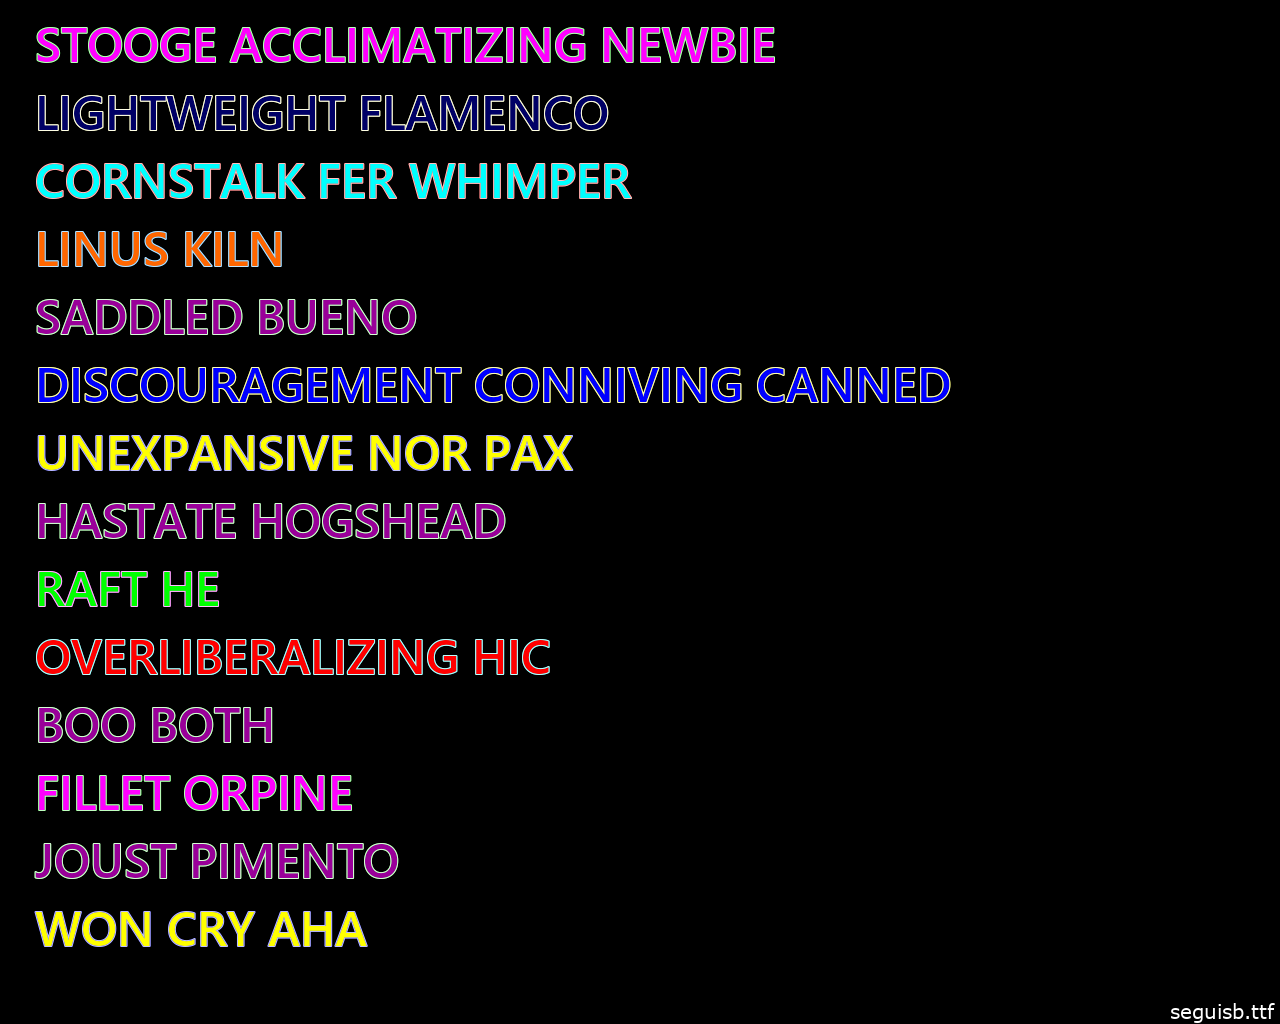 STOOGE ACCLIMATIZING NEWBIE
LIGHTWEIGHT FLAMENCO
CORNSTALK FER WHIMPER
LINUS KILN
SADDLED BUENO
DISCOURAGEMENT CONNIVING CANNED
UNEXPANSIVE NOR PAX
HASTATE HOGSHEAD
RAFT HE
OVERLIBERALIZING HIC
BOO BOTH
FILLET ORPINE
JOUST PIMENTO
WON CRY AHA
seguisb.ttf